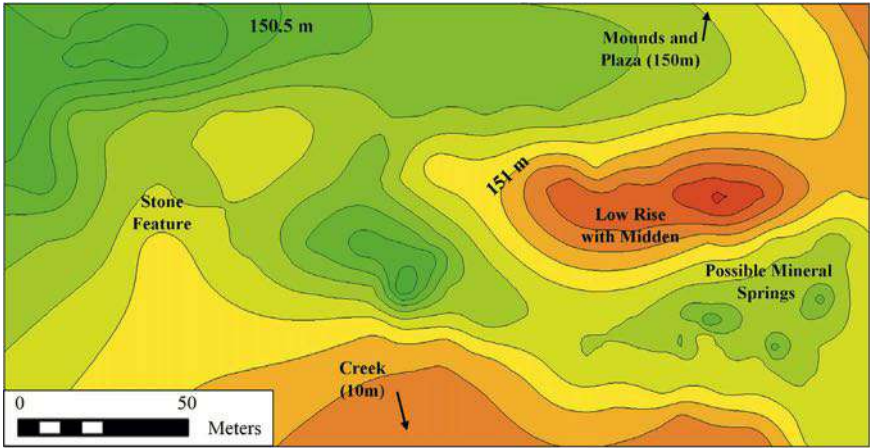 150.5 m
Mounds and
Plaza (150m)
151 m
Stone
Feature
Low Rise
with Midden
Possible Mineral
Springs
Creek
(10m)
0 50
Meters